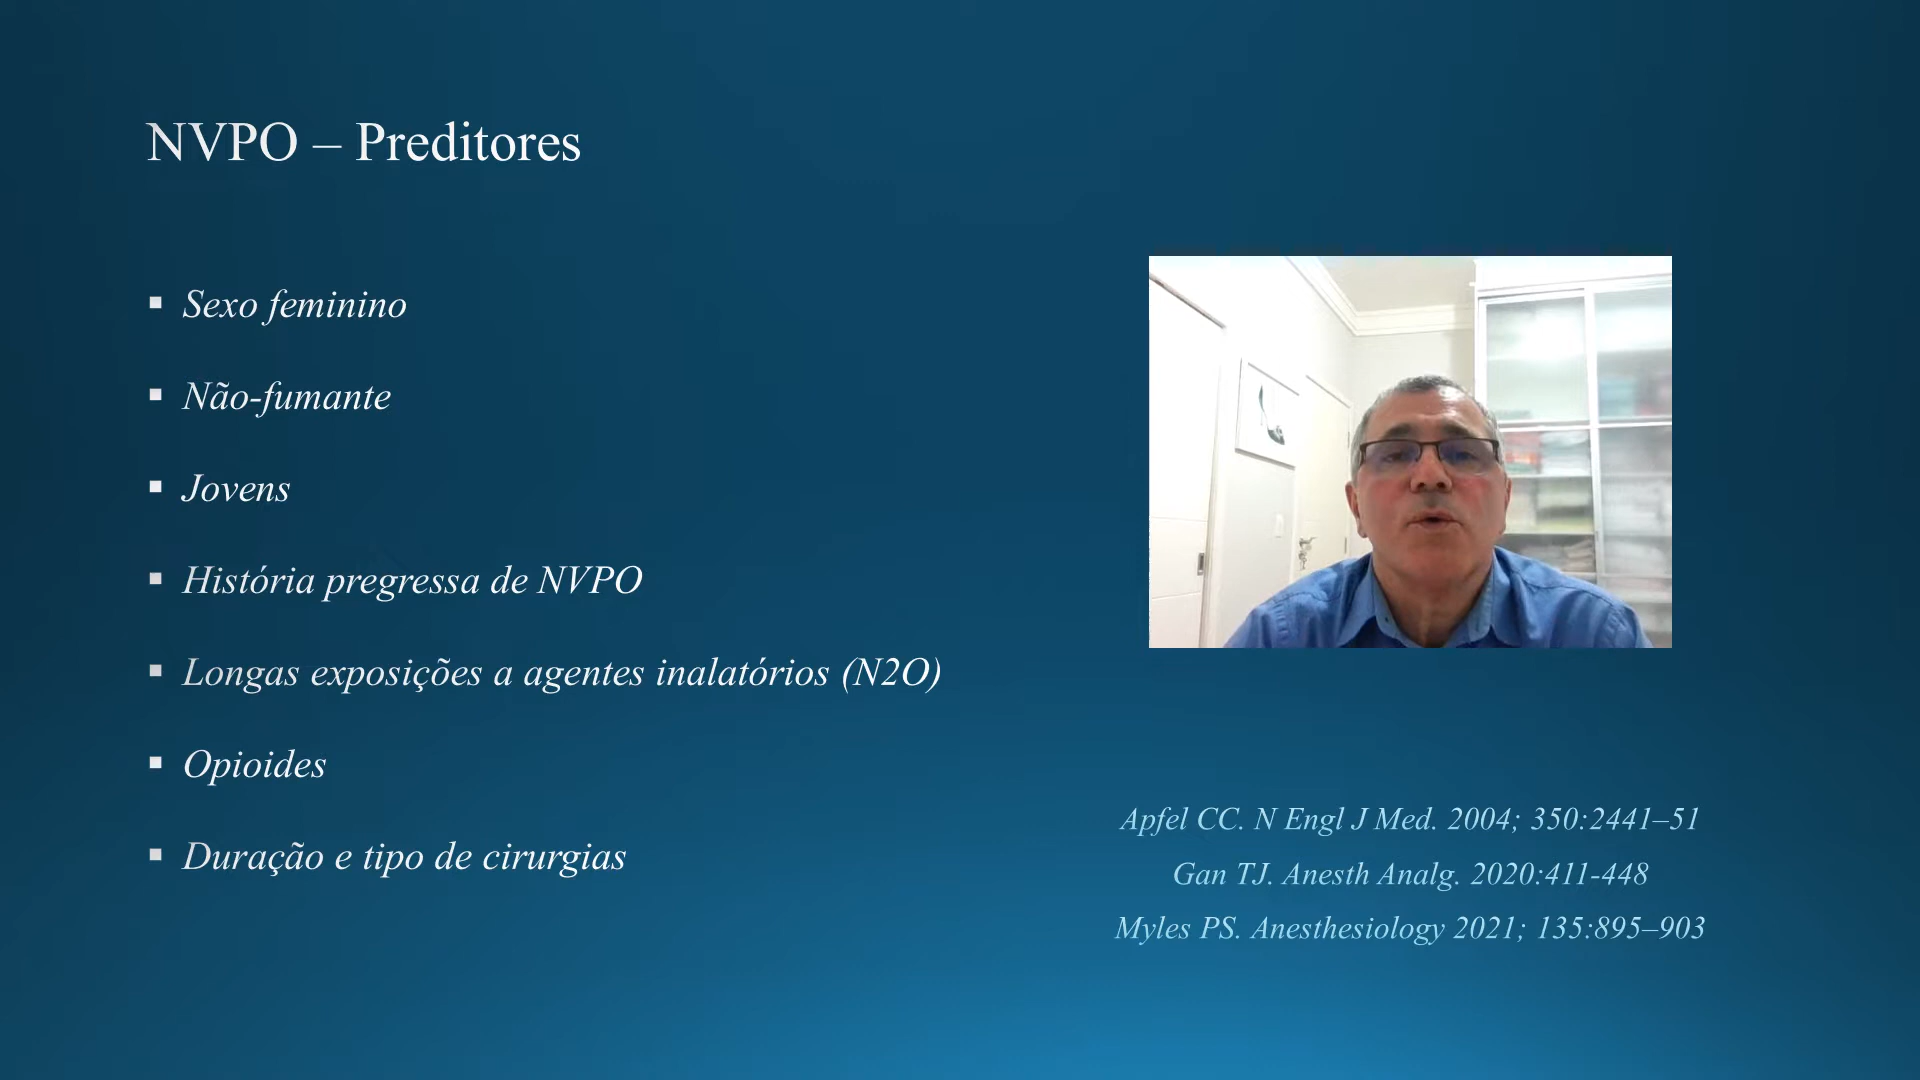 NVPO – Preditores
Sexo feminino
Não-fumante
Jovens
História pregressa de NVPO
Longas exposições a agentes inalatórios (N2O)
Opioides
Duração e tipo de cirurgias
Apfel CC. N Engl J Med. 2004; 350:2441–51
Gan TJ. Anesth Analg. 2020:411-448
Myles PS. Anesthesiology 2021; 135:895–903